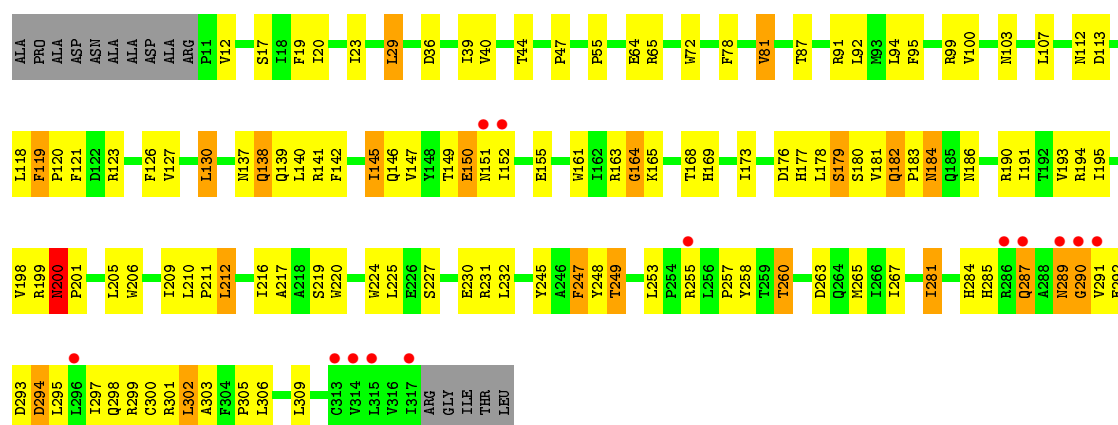 ALA PRO ALA ASP ASN ALA ALA ASP ALA ARG P11 V12 S17 I18 F19 I20 I23 L29 D36 I39 V40 T44 P47 P55 E64 R65 W72 F78 V81 T87 R91 L92 M93 L94 F95 R99 V100 N103 L107 N112 D113
L118 F119 P120 F121 D122 R123 F126 V127 L130 N137 Q138 Q139 L140 R141 F142 I145 Q146 V147 Y148 T149 E150 N151 I152 E155 W161 I162 R163 G164 K165 T168 H169 I173 D176 H177 L178 S179 S180 V181 Q182 P183 N184 Q185 N186 R190 I191 T192 V193 R194 I195
V198 R199 N200 P201 L205 W206 I209 L210 P211 L212 I216 A217 A218 S219 W220 W224 L225 E226 S227 E230 R231 L232 Y245 A246 F247 Y248 T249 L253 P254 R255 L256 P257 Y258 T259 T260 D263 Q264 M265 I266 I267 I281 H284 H285 R286 Q287 A288 N289 G290 V291
D293 D294 L295 L296 I297 Q298 R299 C300 R301 L302 A303 F304 P305 L306 L309 C313 V314 L315 V316 I317 ARG GLY ILE THR LEU